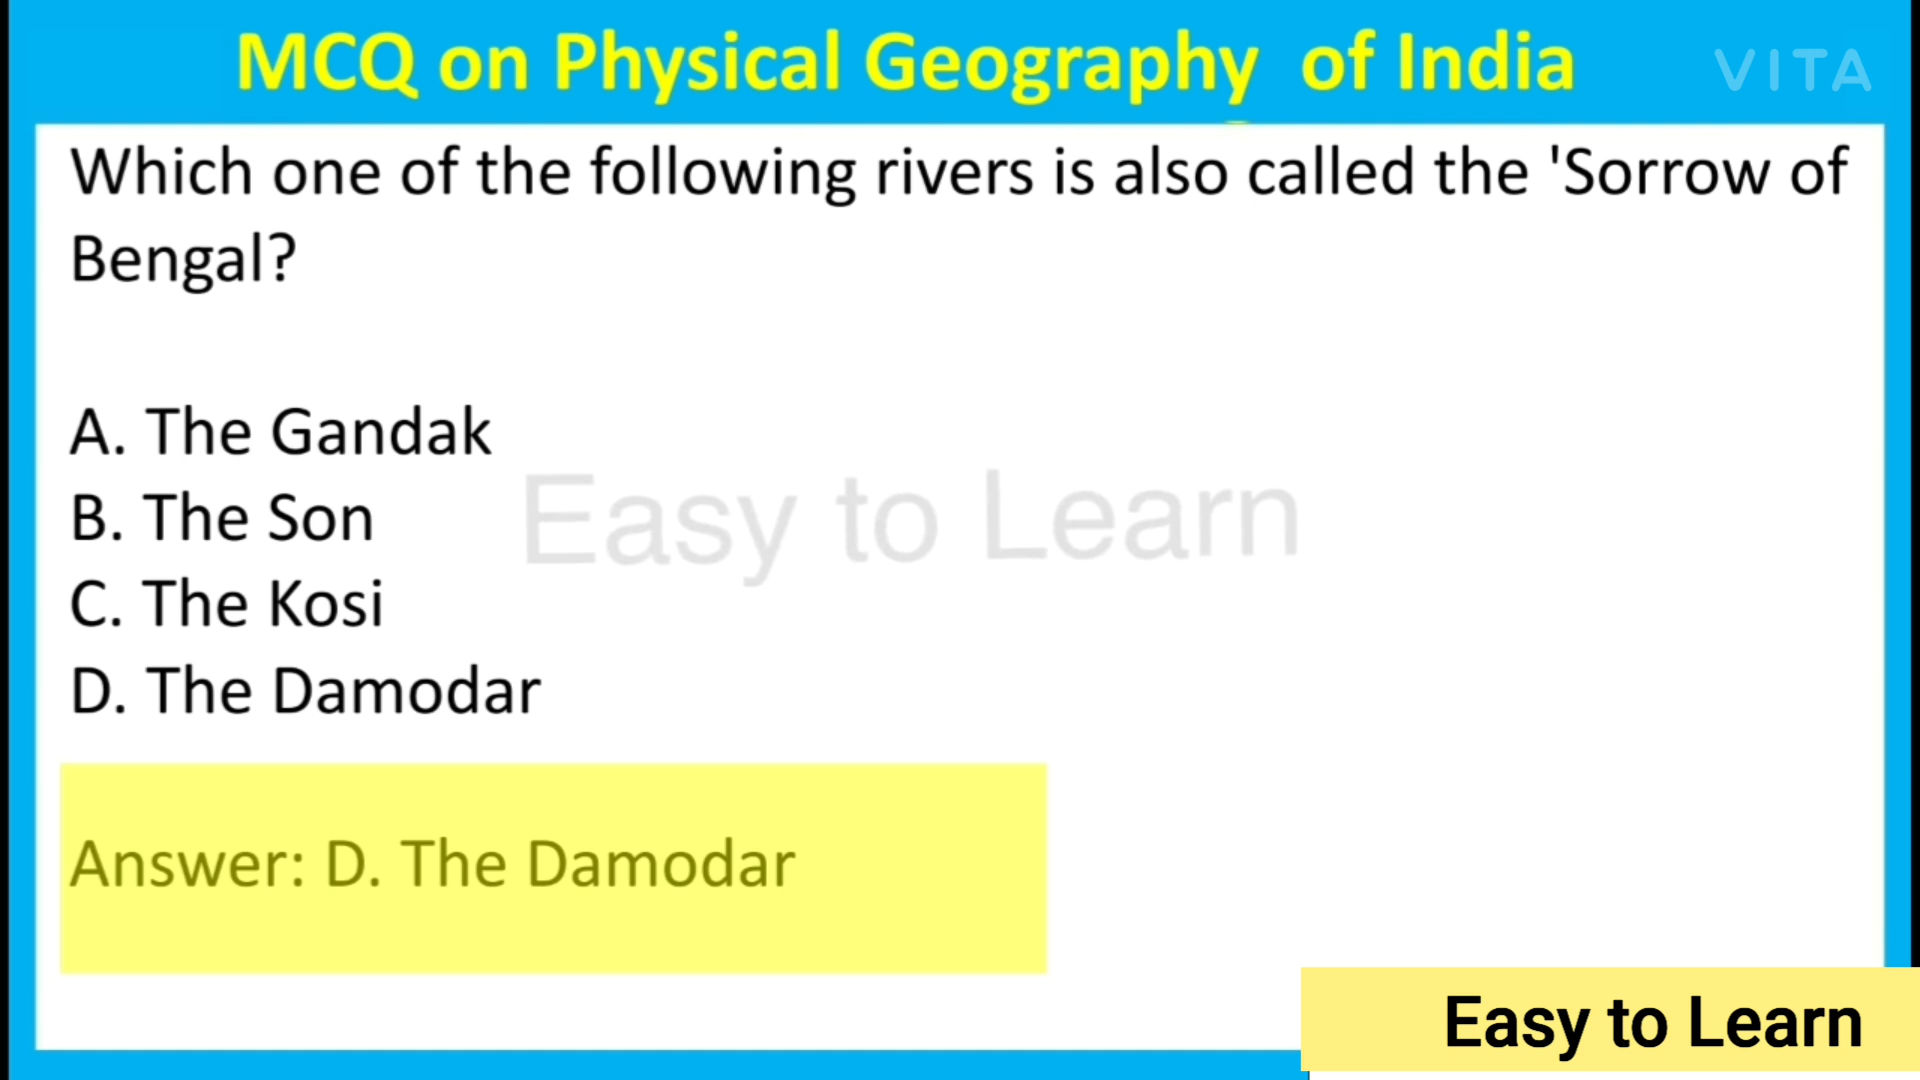 MCQ on Physical Geography of India
VITA
Which one of the following rivers is also called the 'Sorrow of
Bengal?
A. The Gandak
B. The Son
C. The Kosi
D. The Damodar
Easy to Learn
Answer: D. The Damodar
Easy to Learn